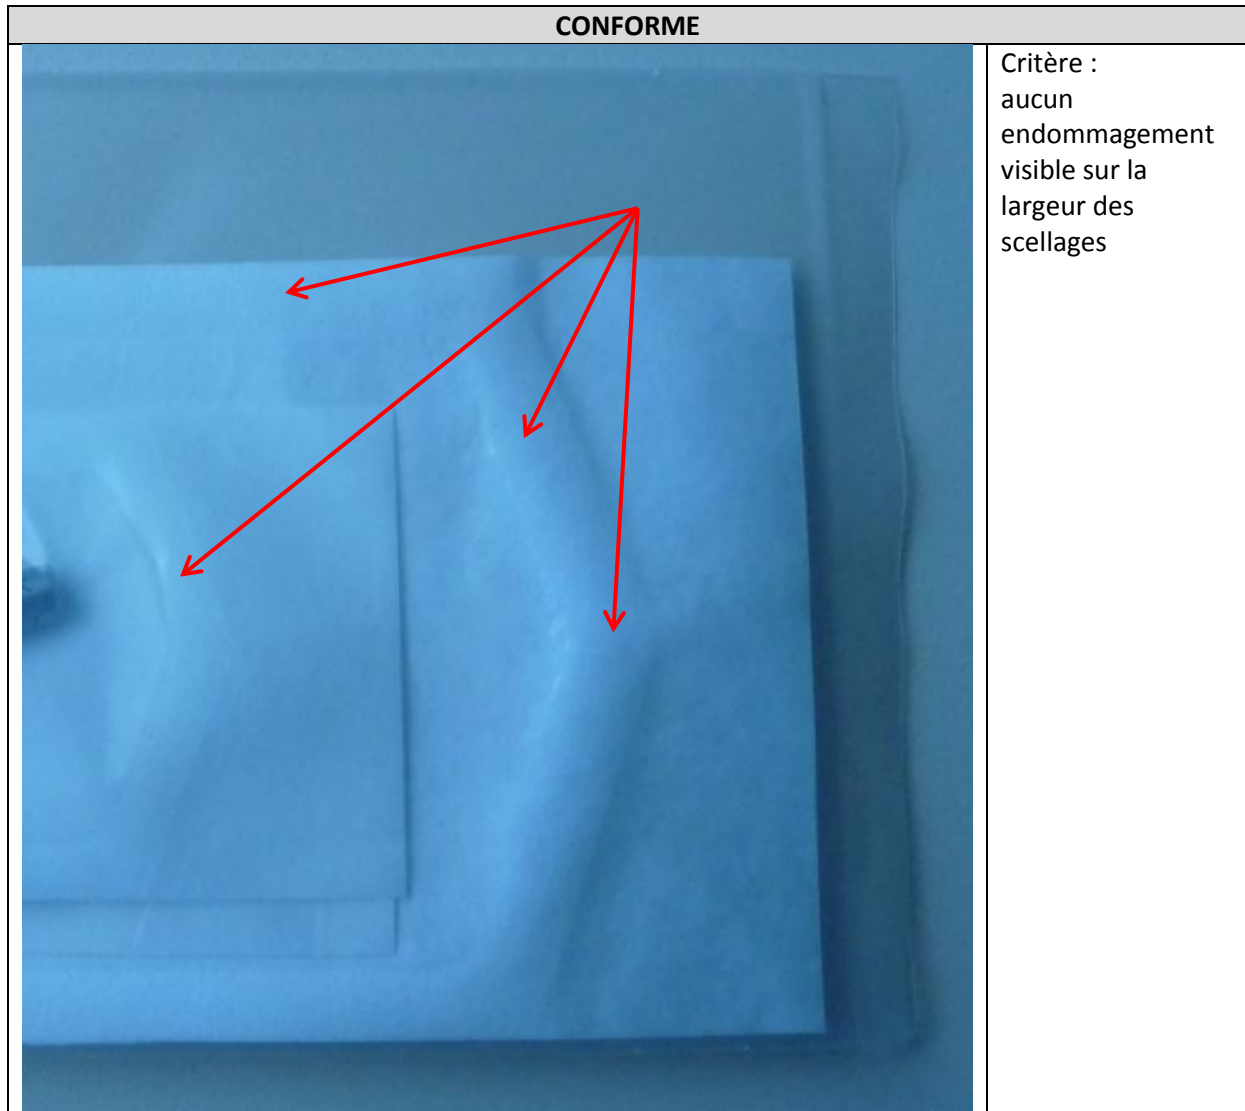 CONFORME
Critère :
aucun
endommagement
visible sur la
largeur des
scellages